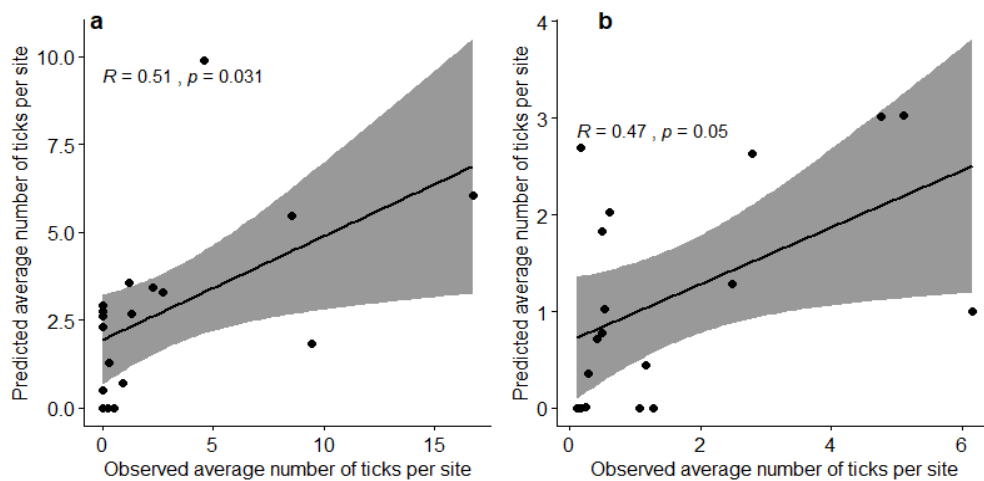 a
R = 0.51 , p = 0.031
Predicted average number of ticks per site
10.0
7.5
5.0
2.5
0.0
0 5 10 15
Observed average number of ticks per site
b
R = 0.47 , p = 0.05
Predicted average number of ticks per site
4
3
2
1
0
0 2 4 6
Observed average number of ticks per site